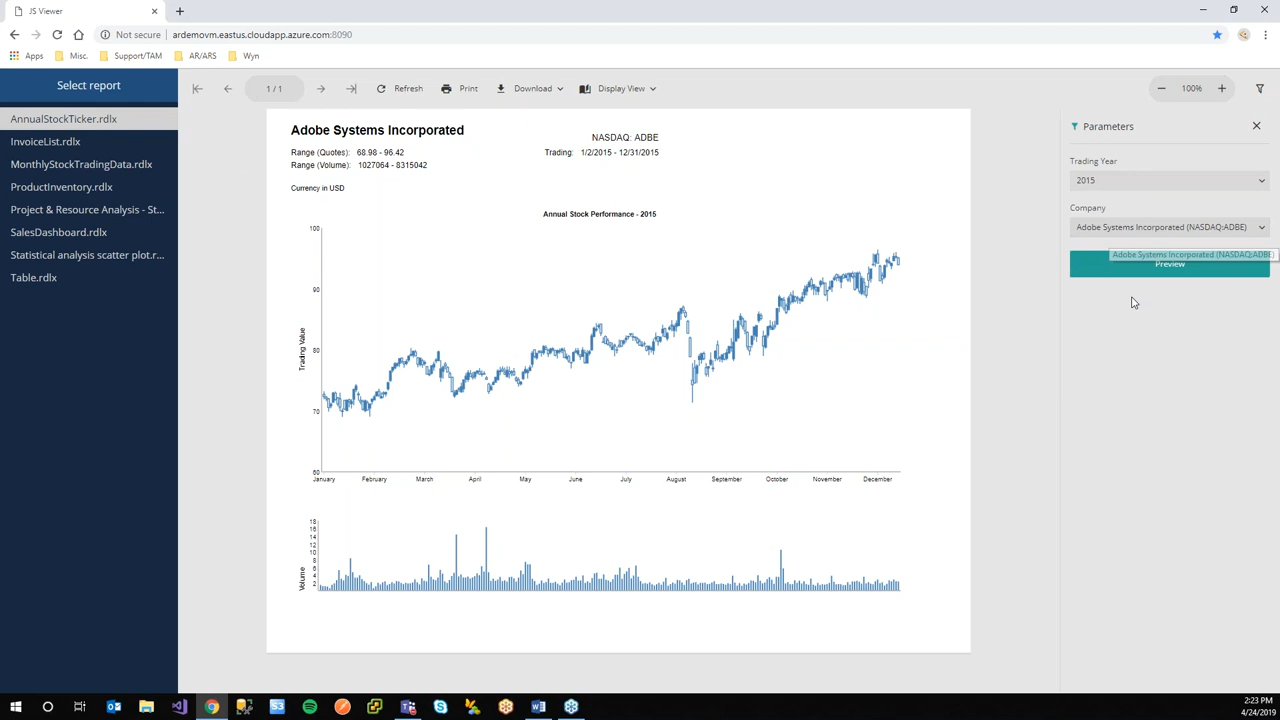 JS Viewer
Not secure | ardemovm.eastus.cloudapp.azure.com:8090
Apps Misc. Support/TAM AR/ARS Wyn
Select report
AnnualStockTicker.rdlx
InvoiceList.rdlx
MonthlyStockTradingData.rdlx
ProductInventory.rdlx
Project & Resource Analysis - St...
SalesDashboard.rdlx
Statistical analysis scatter plot.r...
Table.rdlx
1 / 1 Refresh Print Download Display View 100%
Adobe Systems Incorporated
NASDAQ: ADBE
Range (Quotes): 68.98 - 96.42
Trading: 1/2/2015 - 12/31/2015
Range (Volume): 1027064 - 8315042
Currency in USD
Annual Stock Performance - 2015
100
90
80
70
60
Trading Value
January February March April May June July August September October November December
18
16
14
12
10
8
6
4
2
Volume
Parameters
Trading Year
2015
Company
Adobe Systems Incorporated (NASDAQ:ADBE)
Adobe Systems Incorporated (NASDAQ:ADBE)
Preview
2:23 PM
4/24/2019